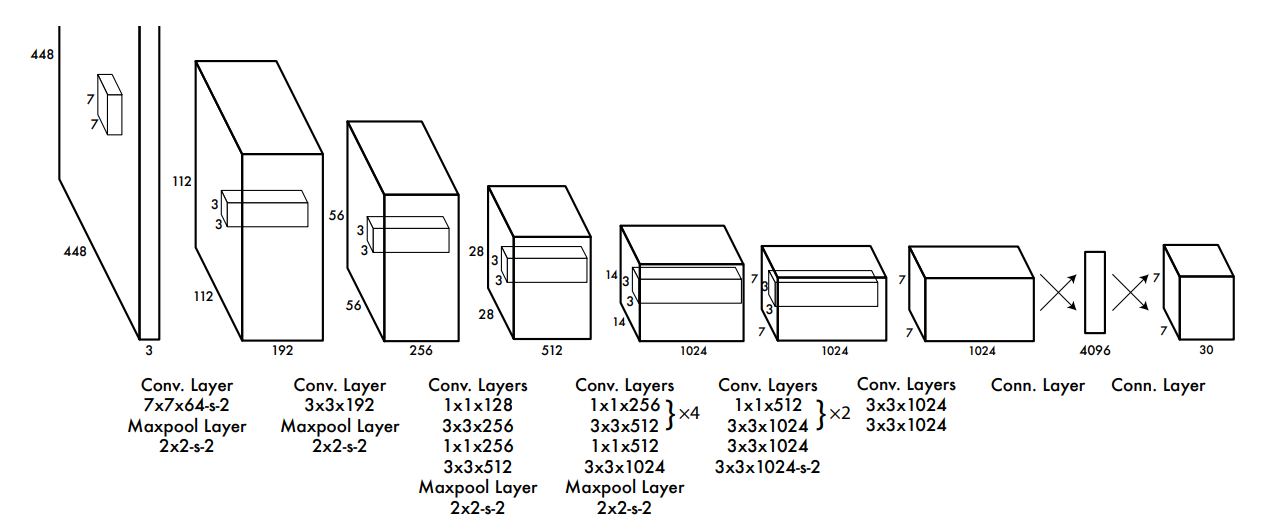 448
7
7
448
3
112
3
3
112
192
56
3
3
56
256
28
3
3
28
512
14
3
3
14
1024
7
3
3
7
1024
7
7
1024
4096
7
7
30
Conv. Layer
7x7x64-s-2
Maxpool Layer
2x2-s-2
Conv. Layer
3x3x192
Maxpool Layer
2x2-s-2
Conv. Layers
1x1x128
3x3x256
1x1x256
3x3x512
Maxpool Layer
2x2-s-2
Conv. Layers
1x1x256
3x3x512
}×4
1x1x512
3x3x1024
Maxpool Layer
2x2-s-2
Conv. Layers
1x1x512
3x3x1024
}×2
3x3x1024
3x3x1024-s-2
Conv. Layers
3x3x1024
3x3x1024
Conn. Layer
Conn. Layer